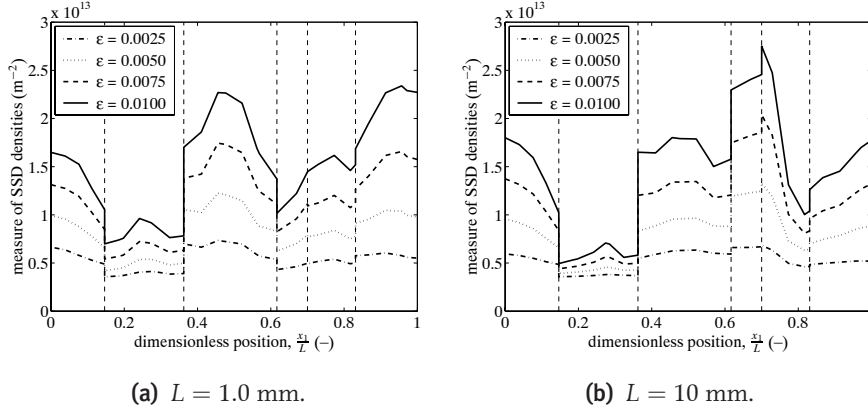 x 10^13
3
2.5
2
1.5
1
0.5
0
measure of SSD densities (m^−2)
ε = 0.0025
ε = 0.0050
ε = 0.0075
ε = 0.0100
0 0.2 0.4 0.6 0.8 1
dimensionless position, x_1/L (–)
(a) L = 1.0 mm.
x 10^13
3
2.5
2
1.5
1
0.5
0
measure of SSD densities (m^−2)
ε = 0.0025
ε = 0.0050
ε = 0.0075
ε = 0.0100
0 0.2 0.4 0.6 0.8
dimensionless position, x_1/L (–)
(b) L = 10 mm.